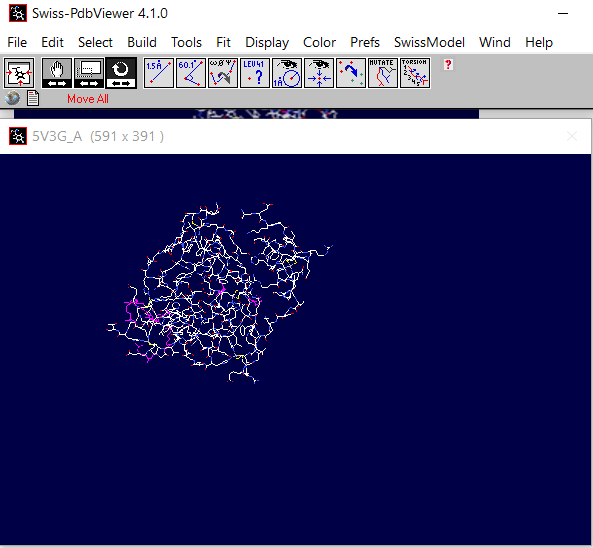 Swiss-PdbViewer 4.1.0
File Edit Select Build Tools Fit Display Color Prefs SwissModel Wind Help
1.5Å 60.1° ω Φ Ψ LEU41 ? 1Å MUTATE TORSION ?
Move All
5V3G_A (591 x 391 )